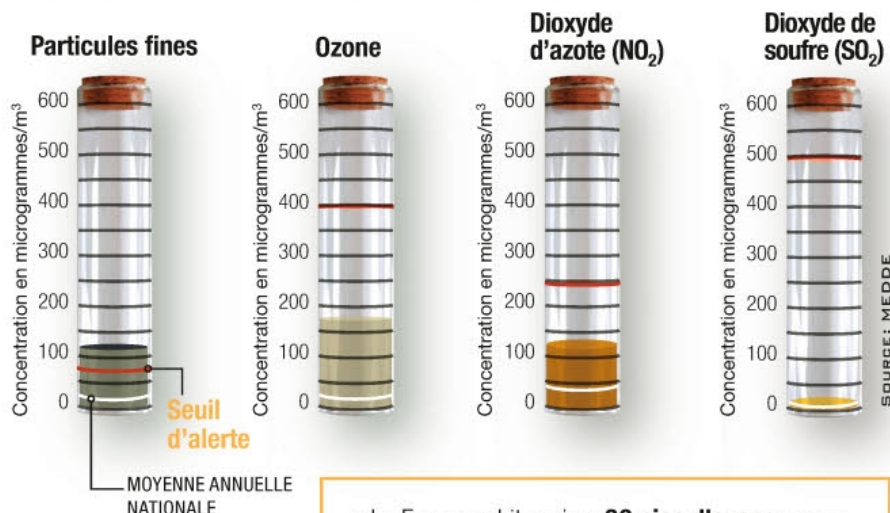 Particules fines
Concentration en microgrammes/m³
600
500
400
300
200
100
0
Seuil
d'alerte
MOYENNE ANNUELLE
NATIONALE
Ozone
Concentration en microgrammes/m³
600
500
400
300
200
100
0
Dioxyde
d'azote (NO₂)
Concentration en microgrammes/m³
600
500
400
300
200
100
0
Dioxyde de
soufre (SO₂)
Concentration en microgrammes/m³
600
500
400
300
200
100
0
SOURCE: MEDDE